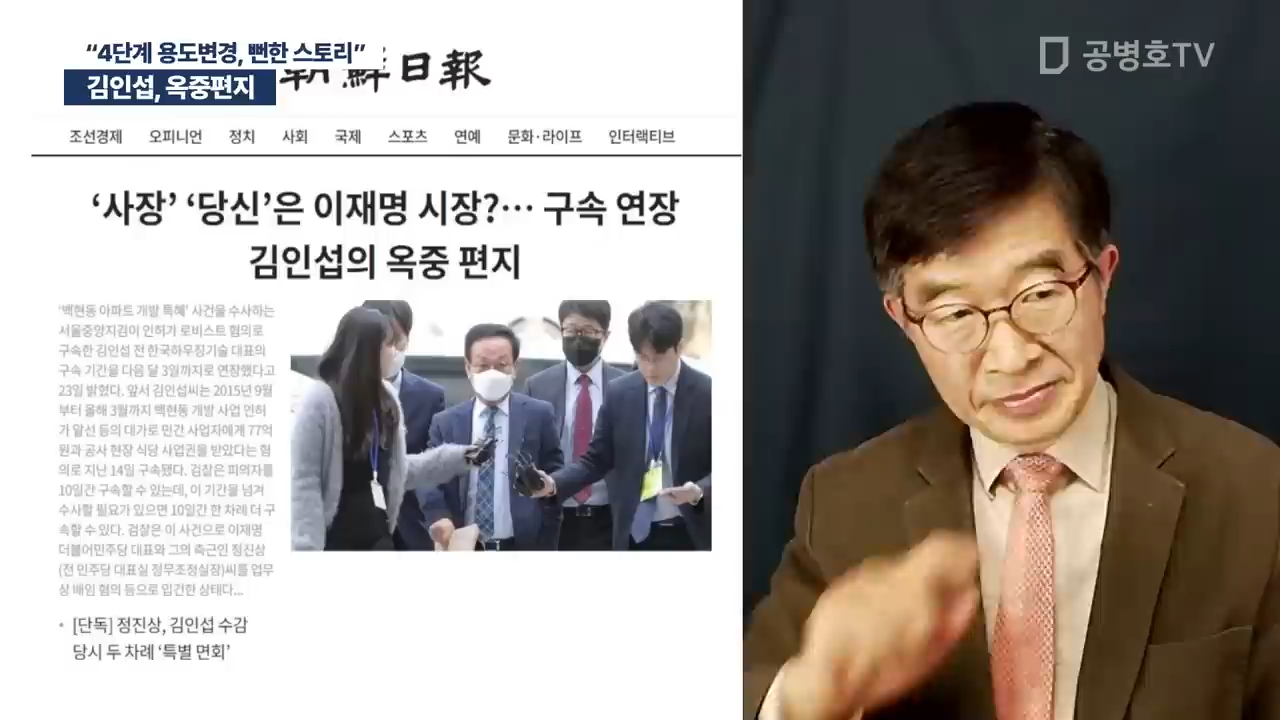 “4단계 용도변경, 뻔한 스토리”
김인섭, 옥중편지
朝鮮日報
공병호TV
조선경제 오피니언 정치 사회 국제 스포츠 연예 문화·라이프 인터랙티브
‘사장’ ‘당신’은 이재명 시장?… 구속 연장
김인섭의 옥중 편지
‘백현동 아파트 개발 특혜’ 사건을 수사하는
서울중앙지검이 인허가 로비스트 혐의로
구속한 김인섭 전 한국하우징기술 대표의
구속 기간을 다음 달 3일까지로 연장했다고
23일 밝혔다. 앞서 김인섭씨는 2015년 9월
부터 올해 3월까지 백현동 개발 사업 인허
가 알선 등의 대가로 민간 사업자에게 77억
원과 공사 현장 식당 사업권을 받았다는 혐
의로 지난 14일 구속됐다. 검찰은 피의자를
10일간 구속할 수 있는데, 이 기간을 넘겨
수사할 필요가 있으면 10일간 한 차례 더 구
속할 수 있다. 검찰은 이 사건으로 이재명
더불어민주당 대표와 그의 측근인 정진상
(전 민주당 대표실 정무조정실장)씨를 업무
상 배임 혐의 등으로 입건한 상태다...
• [단독] 정진상, 김인섭 수감
당시 두 차례 ‘특별 면회’